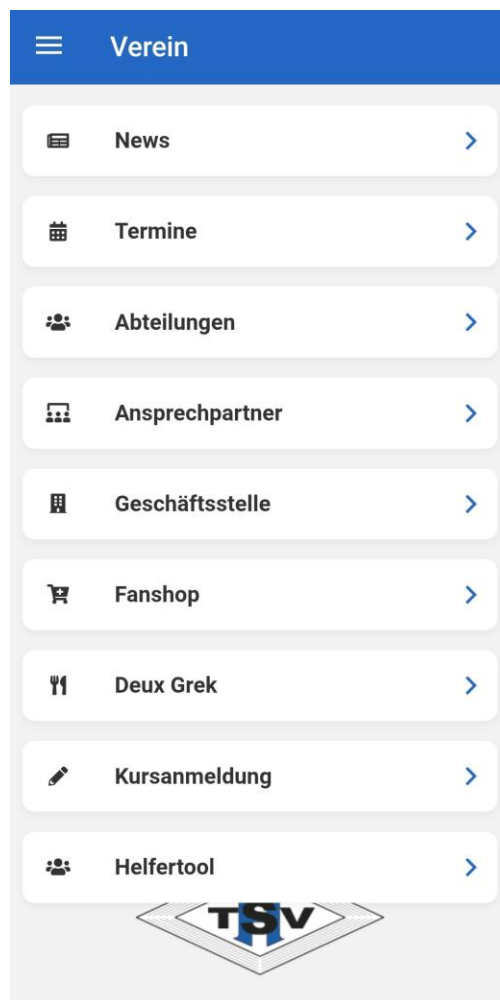 Verein
News
Termine
Abteilungen
Ansprechpartner
Geschäftsstelle
Fanshop
Deux Grek
Kursanmeldung
Helfertool
TSV